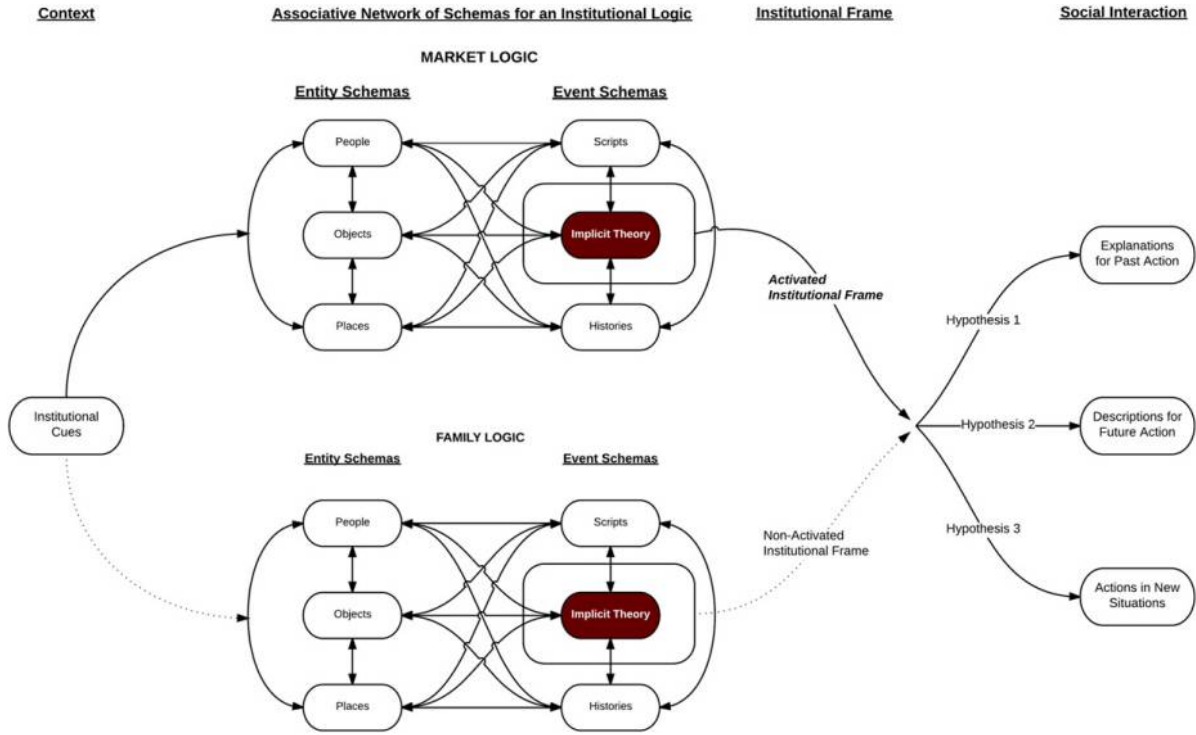 Context
Associative Network of Schemas for an Institutional Logic
Institutional Frame
Social Interaction
MARKET LOGIC
Entity Schemas
Event Schemas
People
Scripts
Objects
Implicit Theory
Places
Histories
Activated
Institutional Frame
Explanations
for Past Action
Hypothesis 1
Institutional
Cues
Hypothesis 2
Descriptions for
Future Action
FAMILY LOGIC
Entity Schemas
Event Schemas
People
Scripts
Objects
Implicit Theory
Places
Histories
Non-Activated
Institutional Frame
Hypothesis 3
Actions in New
Situations